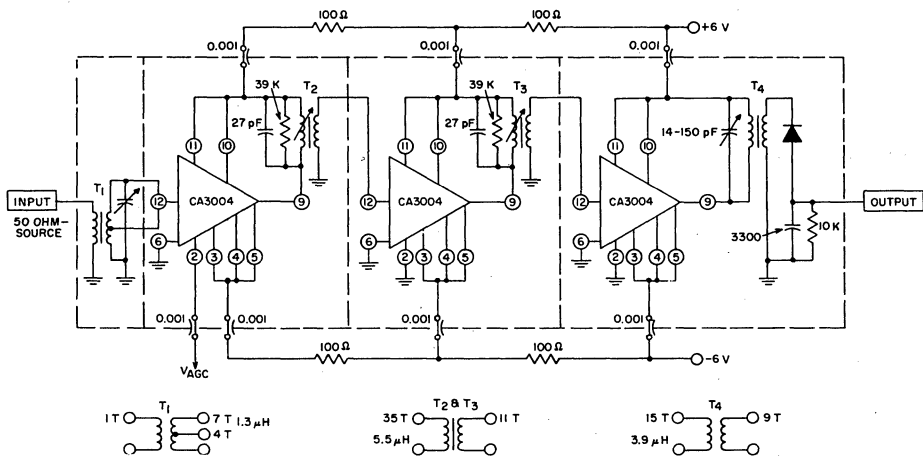 100Ω
100Ω
+6 V
0.001
0.001
0.001
39 K
T2
27 pF
39 K
T3
27 pF
14-150 pF
T4
11
10
11
10
11
10
INPUT
50 OHM-
SOURCE
T1
12
CA3004
9
6
2
3
4
5
12
CA3004
9
6
2
3
4
5
12
CA3004
9
6
2
3
4
5
3300
10 K
OUTPUT
0.001
0.001
0.001
0.001
VAGC
100Ω
100Ω
-6 V
T1
1 T
7 T
1.3 μH
4 T
T2 & T3
35 T
11 T
5.5 μH
T4
15 T
9 T
3.9 μH